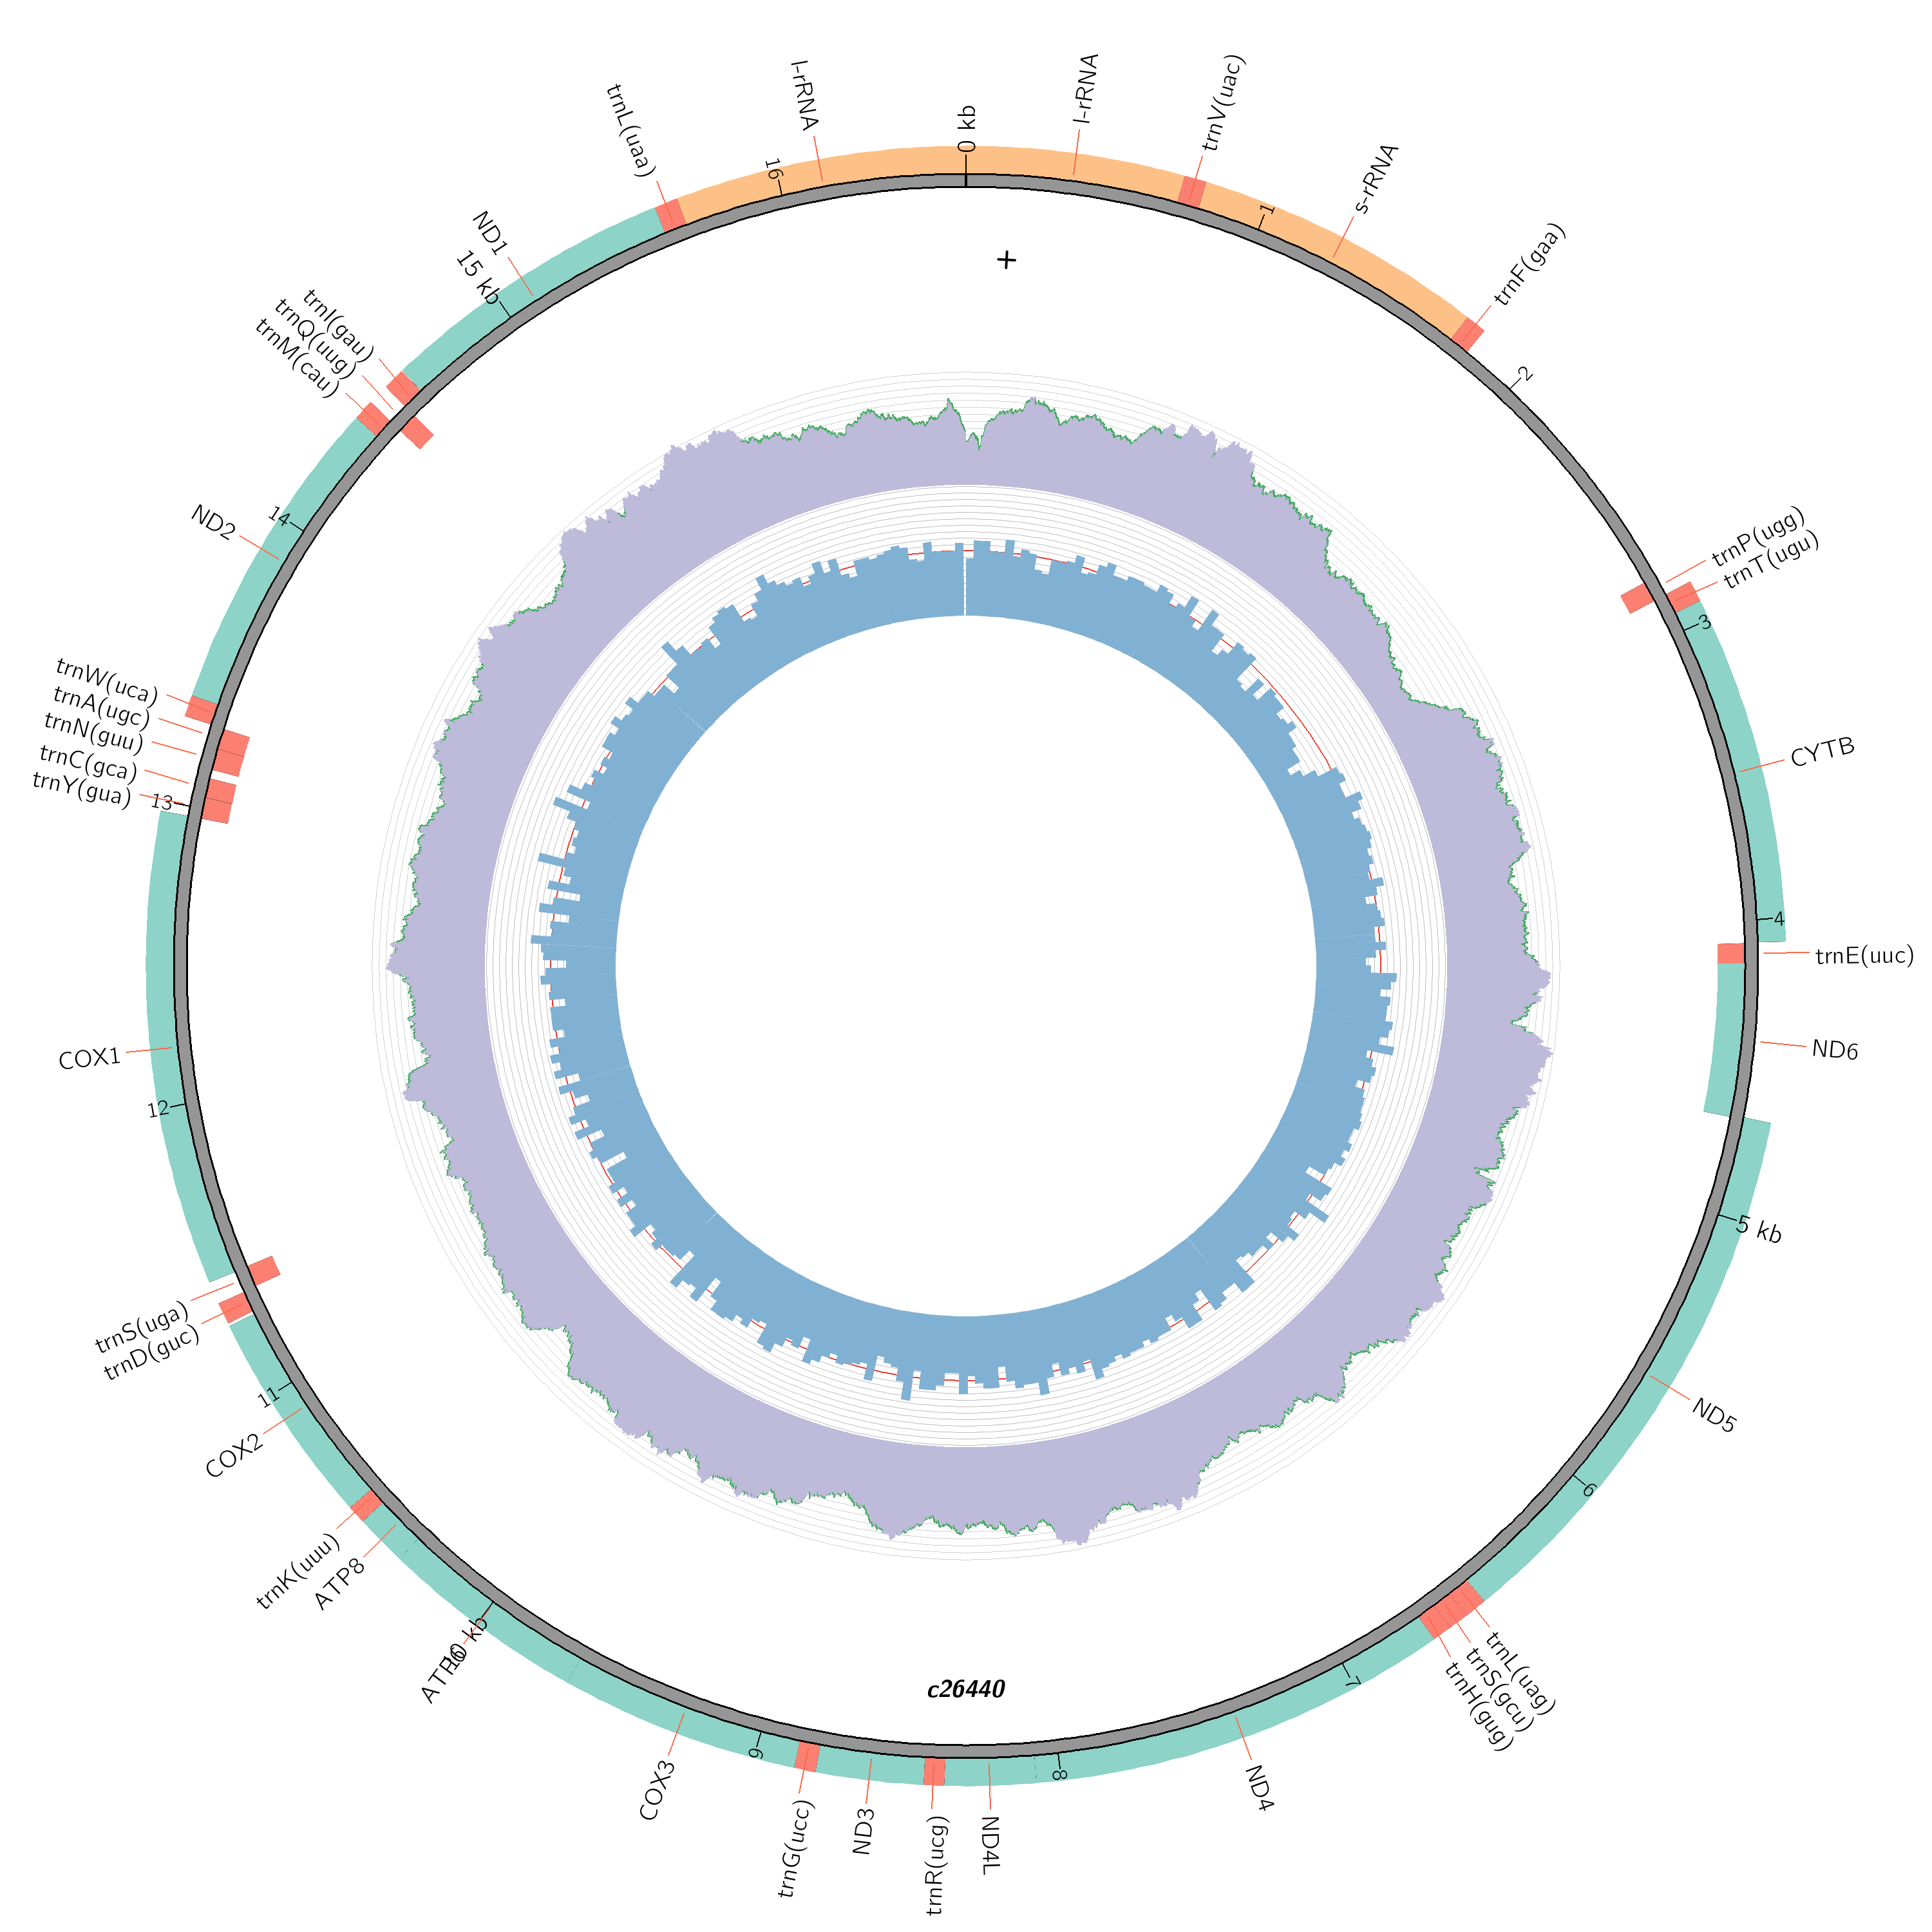 0 kb
l-rRNA
trnV(uac)
1
s-rRNA
trnF(gaa)
2
trnP(ugg)
trnT(ugu)
3
CYTB
4
trnE(uuc)
ND6
5 kb
ND5
6
trnL(uag)
trnS(gcu)
trnH(gug)
7
ND4
8
ND4L
trnR(ucg)
ND3
trnG(ucc)
9
COX3
10 kb
ATP6
ATP8
trnK(uuu)
COX2
11
trnD(guc)
trnS(uga)
12
COX1
13
trnY(gua)
trnC(gca)
trnN(guu)
trnA(ugc)
trnW(uca)
ND2
14
trnM(cau)
trnQ(uug)
trnI(gau)
15 kb
ND1
trnL(uaa)
16
l-rRNA
+
c26440